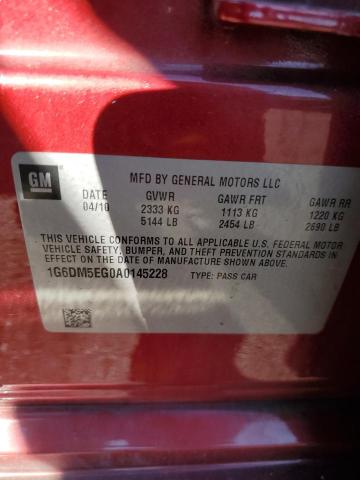 GM
MFD BY GENERAL MOTORS LLC
DATE GVWR GAWR FRT GAWR RR
04/10 2333 KG 1113 KG 1220 KG
5144 LB 2454 LB 2690 LB
THIS VEHICLE CONFORMS TO ALL APPLICABLE U.S. FEDERAL MOTOR
VEHICLE SAFETY, BUMPER, AND THEFT PREVENTION STANDARDS IN
EFFECT ON THE DATE OF MANUFACTURE SHOWN ABOVE.
1G6DM5EG0A0145228 TYPE: PASS CAR